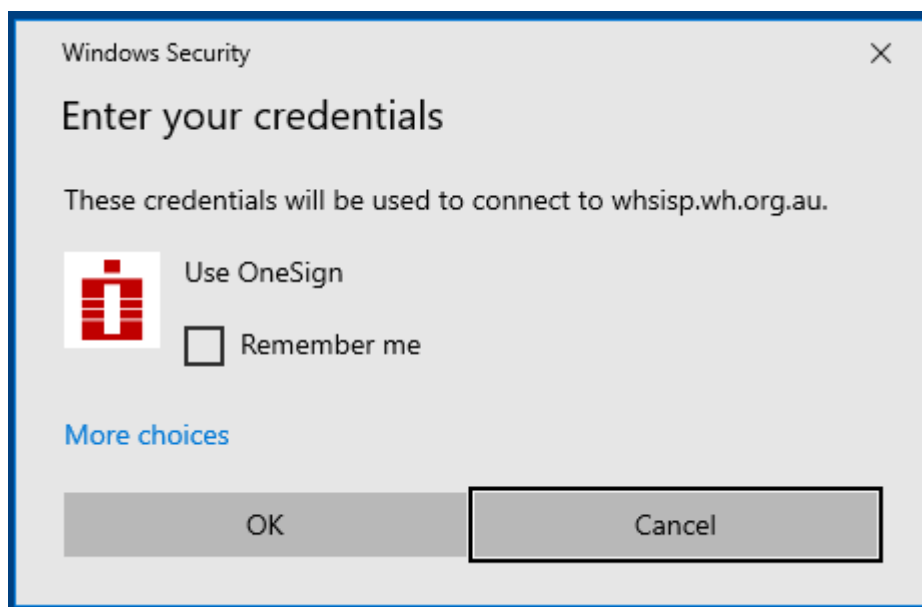 Windows Security
Enter your credentials
These credentials will be used to connect to whsisp.wh.org.au.
Use OneSign
Remember me
More choices
OK
Cancel